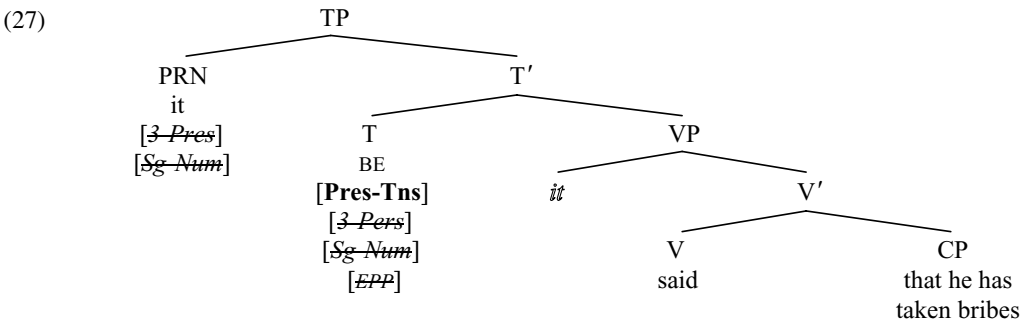 (27) TP
PRN T′
it
[3-Pres] T VP
[Sg-Num] BE
[Pres-Tns] it V′
[3-Pers]
[Sg-Num] V CP
[EPP] said that he has
taken bribes